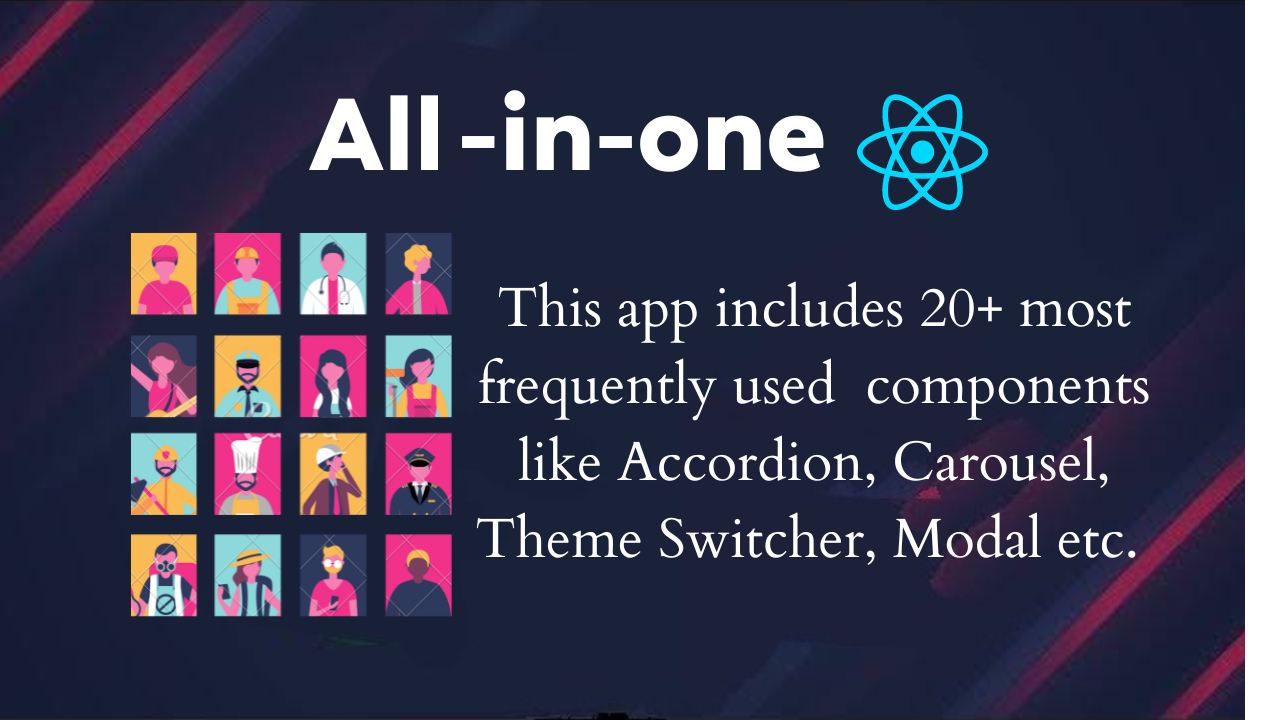 All -in-one
This app includes 20+ most
frequently used  components
like Accordion, Carousel,
Theme Switcher, Modal etc.